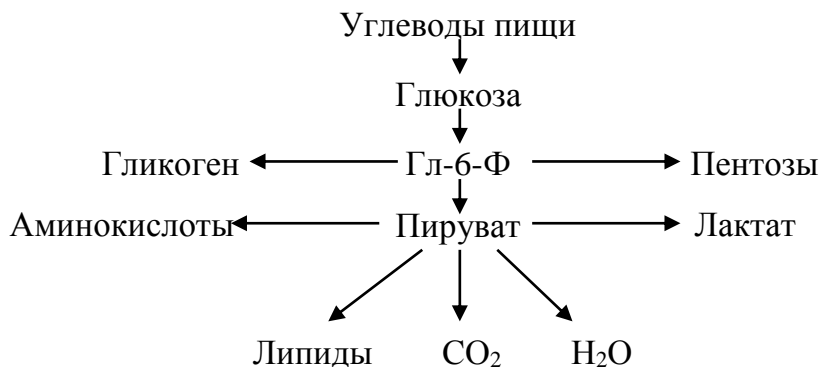 Углеводы пищи
Глюкоза
Гликоген Гл-6-Ф Пентозы
Аминокислоты Пируват Лактат
Липиды CO₂ H₂O